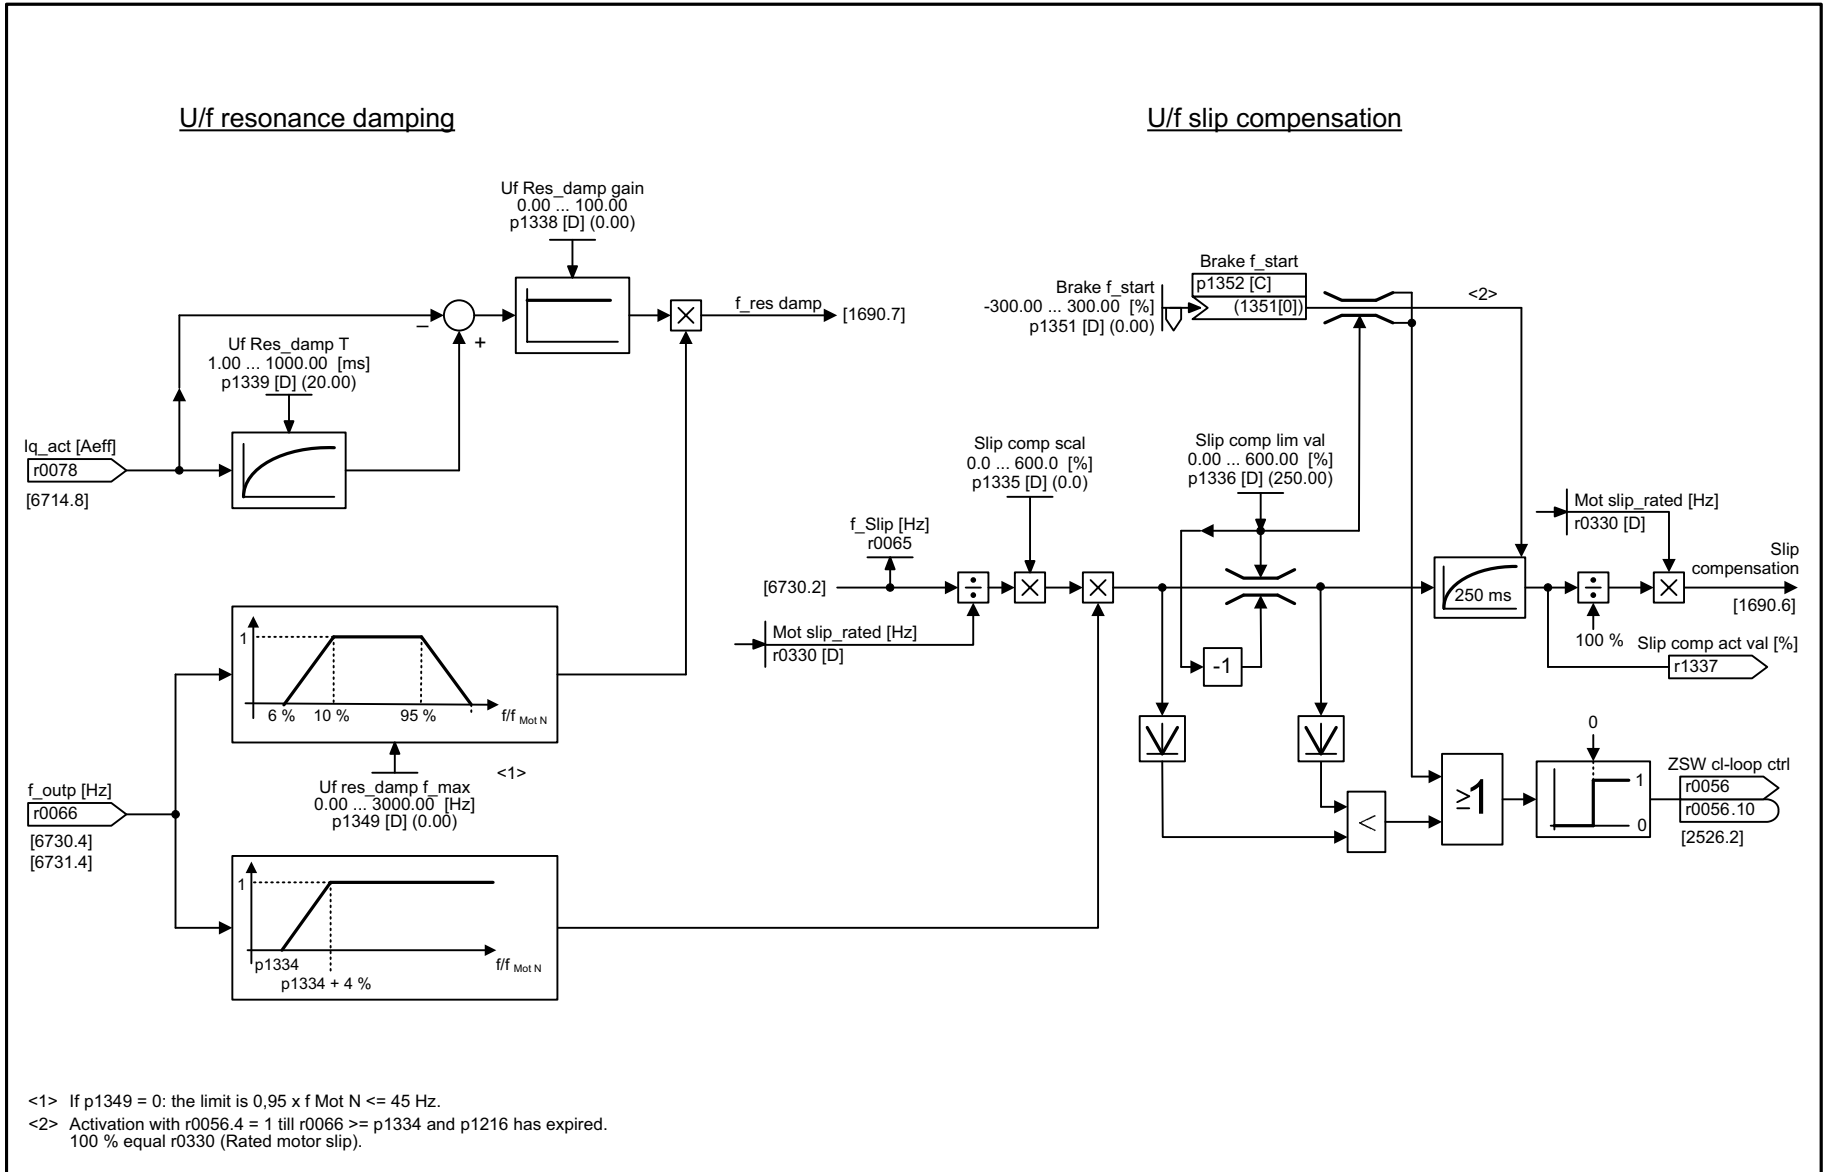 U/f resonance damping
U/f slip compensation
Uf Res_damp gain
0.00 ... 100.00
p1338 [D] (0.00)
f_res damp
[1690.7]
–
+
Uf Res_damp T
1.00 ... 1000.00 [ms]
p1339 [D] (20.00)
Iq_act [Aeff]
r0078
[6714.8]
1
6 %
10 %
95 %
f/f Mot N
Uf res_damp f_max
0.00 ... 3000.00 [Hz]
p1349 [D] (0.00)
<1>
f_outp [Hz]
r0066
[6730.4]
[6731.4]
1
p1334
p1334 + 4 %
f/f Mot N
Brake f_start
-300.00 ... 300.00 [%]
p1351 [D] (0.00)
Brake f_start
p1352 [C]
(1351[0])
<2>
Slip comp scal
0.0 ... 600.0 [%]
p1335 [D] (0.0)
Slip comp lim val
0.00 ... 600.00 [%]
p1336 [D] (250.00)
Mot slip_rated [Hz]
r0330 [D]
f_Slip [Hz]
r0065
[6730.2]
÷
×
×
Mot slip_rated [Hz]
r0330 [D]
-1
250 ms
÷
×
100 %
Slip
compensation
[1690.6]
Slip comp act val [%]
r1337
<
≥1
0
1
0
ZSW cl-loop ctrl
r0056
r0056.10
[2526.2]
<1> If p1349 = 0: the limit is 0,95 x f Mot N <= 45 Hz.
<2> Activation with r0056.4 = 1 till r0066 >= p1334 and p1216 has expired.
100 % equal r0330 (Rated motor slip).